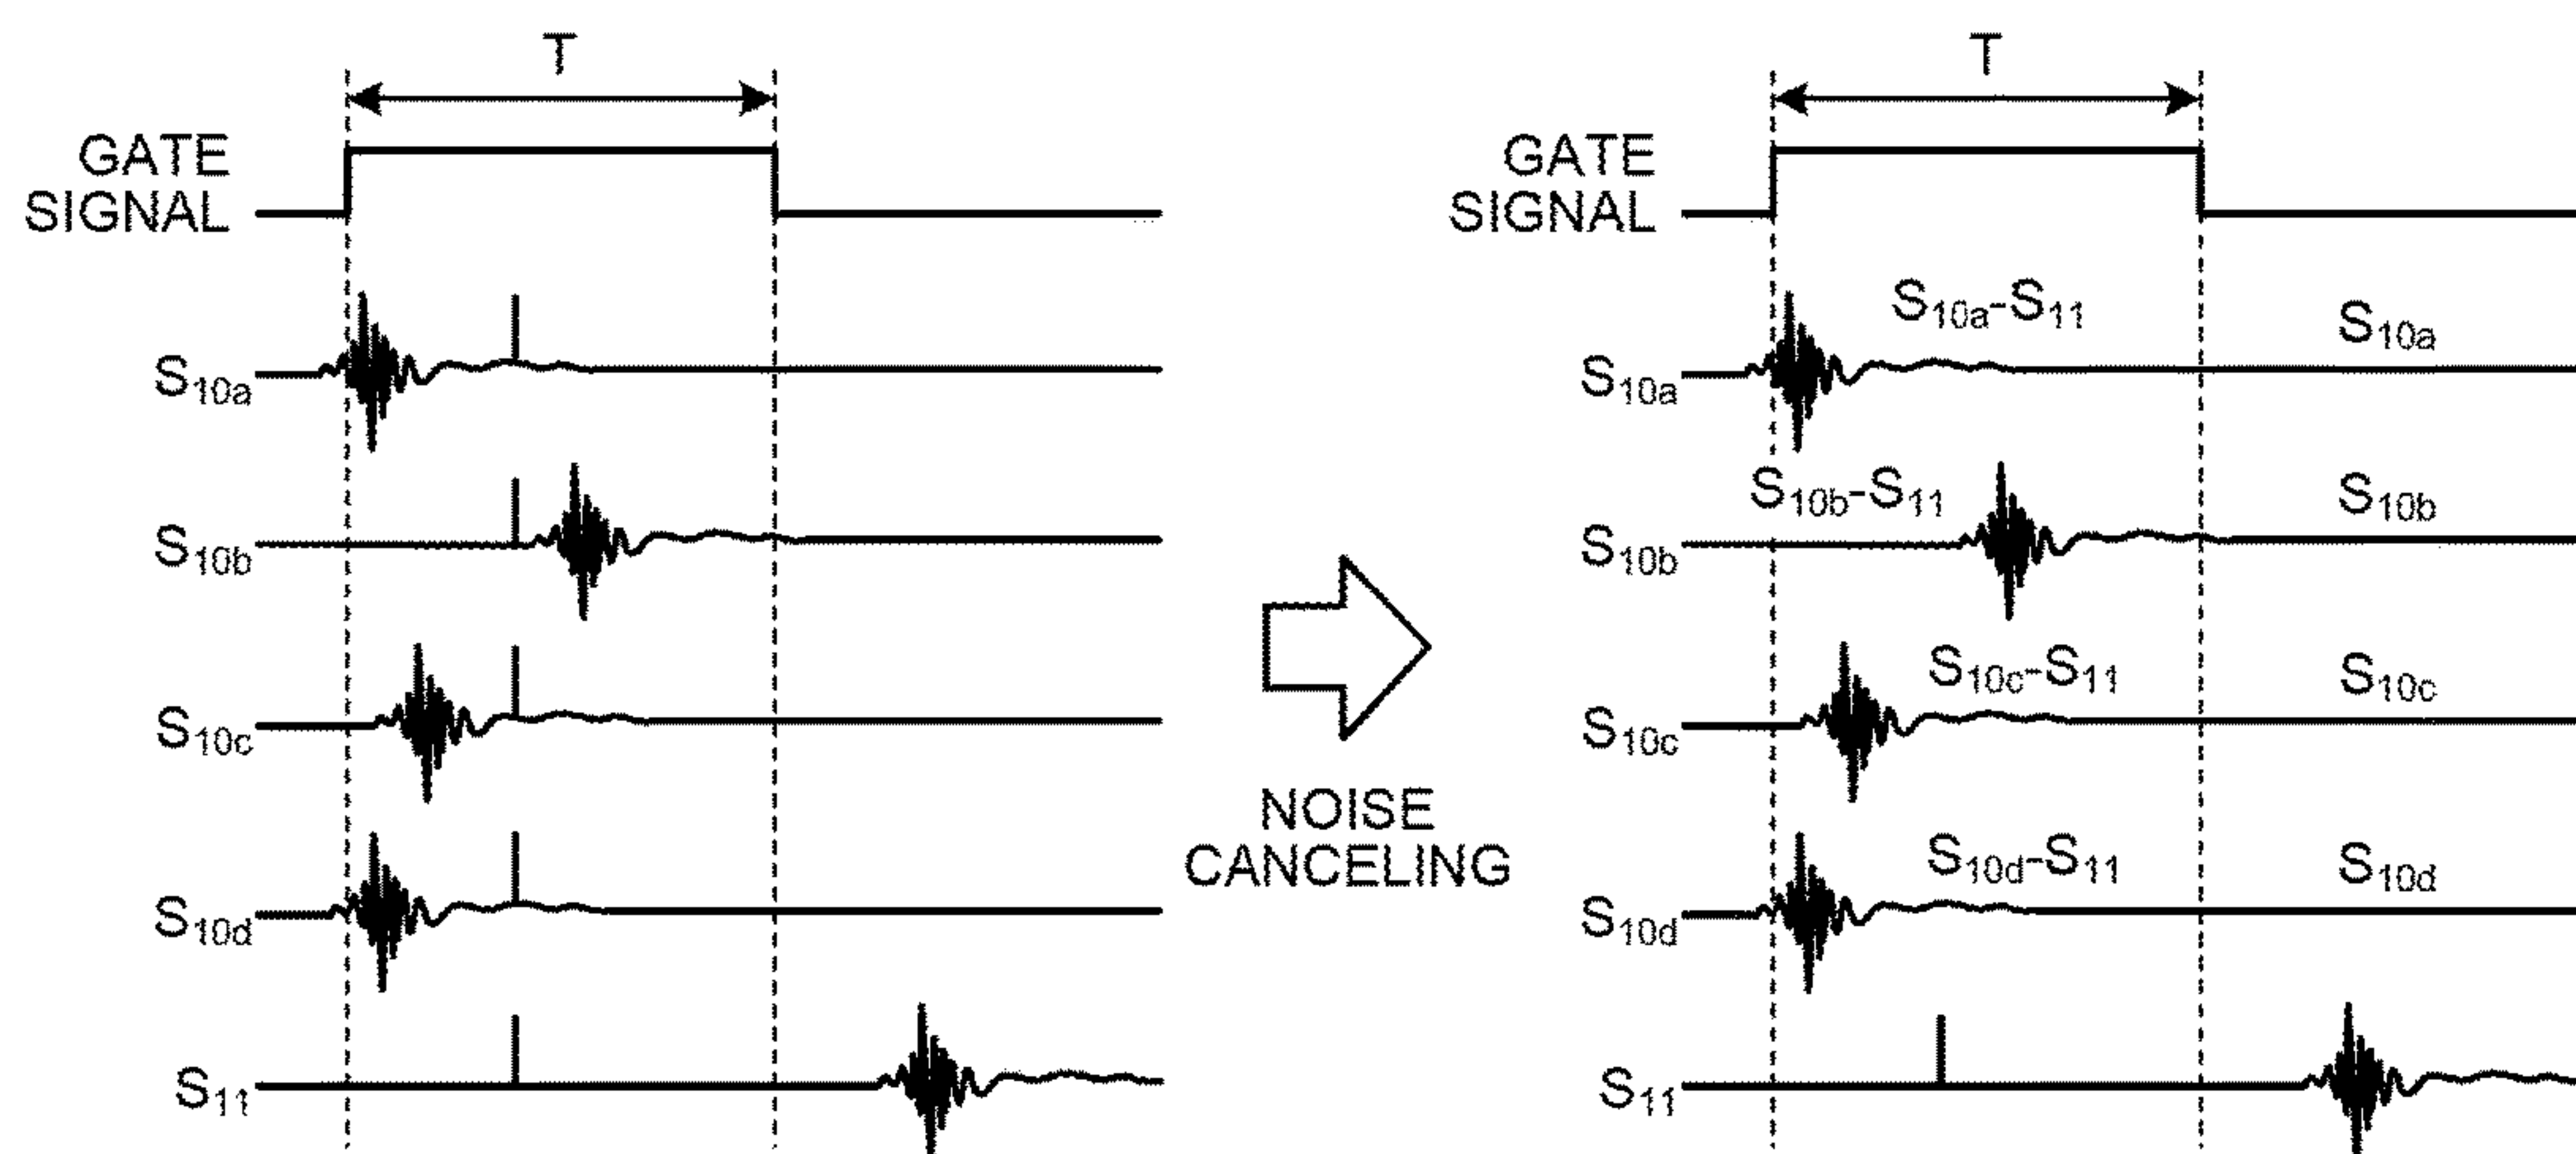 T
GATE
SIGNAL
S10a
S10b
S10c
S10d
S11
NOISE
CANCELING
T
GATE
SIGNAL
S10a-S11
S10a
S10a
S10b-S11
S10b
S10b
S10c-S11
S10c
S10c
S10d-S11
S10d
S10d
S11